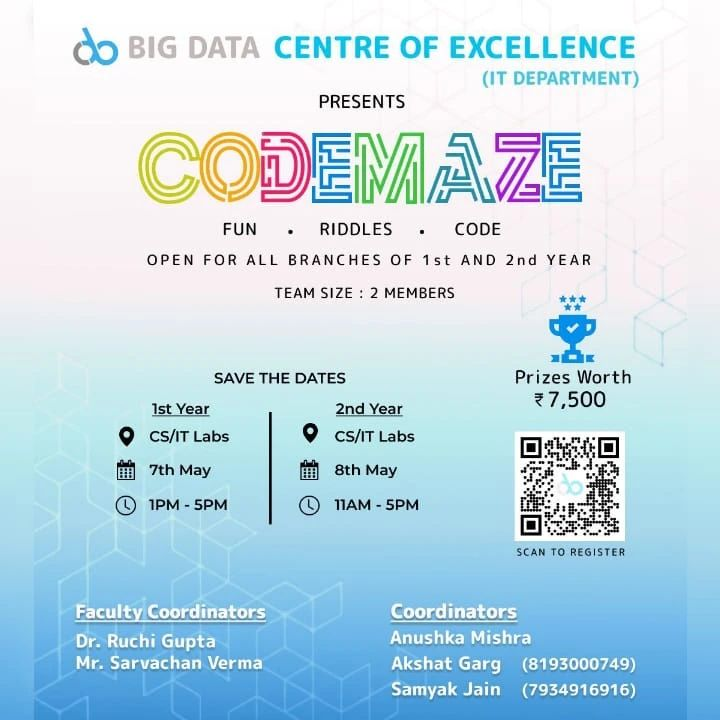 BIG DATA CENTRE OF EXCELLENCE
(IT DEPARTMENT)
PRESENTS
CODEMAZE
FUN . RIDDLES . CODE
OPEN FOR ALL BRANCHES OF 1st AND 2nd YEAR
TEAM SIZE : 2 MEMBERS
Prizes Worth
₹ 7,500
SAVE THE DATES
1st Year
CS/IT Labs
7th May
1PM - 5PM
2nd Year
CS/IT Labs
8th May
11AM - 5PM
SCAN TO REGISTER
Faculty Coordinators
Dr. Ruchi Gupta
Mr. Sarvachan Verma
Coordinators
Anushka Mishra
Akshat Garg (8193000749)
Samyak Jain (7934916916)